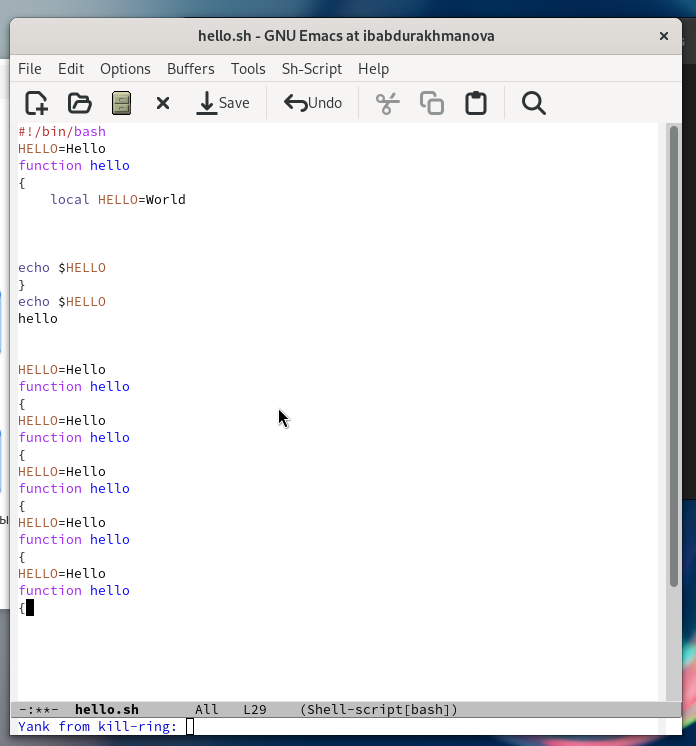 hello.sh - GNU Emacs at ibabdurakhmanova
File Edit Options Buffers Tools Sh-Script Help
Save Undo
#!/bin/bash
HELLO=Hello
function hello
{
    local HELLO=World
echo $HELLO
}
echo $HELLO
hello
HELLO=Hello
function hello
{
HELLO=Hello
function hello
{
HELLO=Hello
function hello
{
HELLO=Hello
function hello
{
HELLO=Hello
function hello
{
-:**-  hello.sh       All   L29    (Shell-script[bash])
Yank from kill-ring:
ы